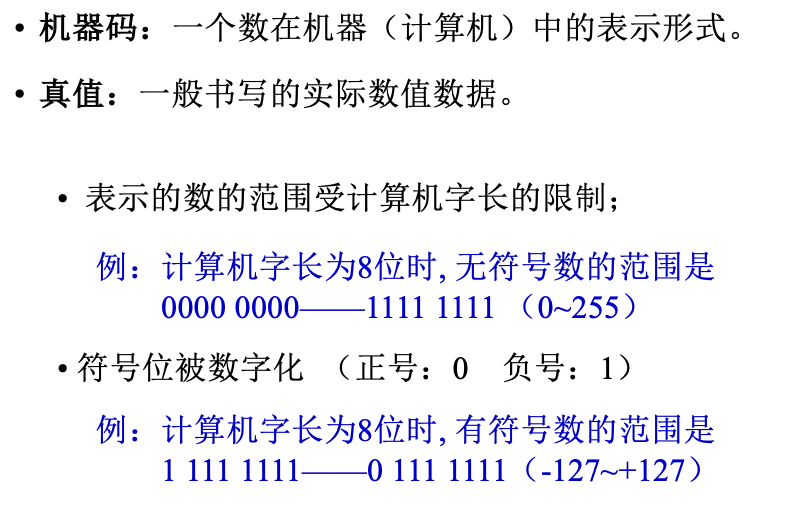 • 机器码：一个数在机器（计算机）中的表示形式。
• 真值：一般书写的实际数值数据。
• 表示的数的范围受计算机字长的限制；
例：计算机字长为8位时, 无符号数的范围是
0000 0000——1111 1111 （0~255）
• 符号位被数字化 （正号：0 负号：1）
例：计算机字长为8位时, 有符号数的范围是
1 111 1111——0 111 1111（-127~+127）